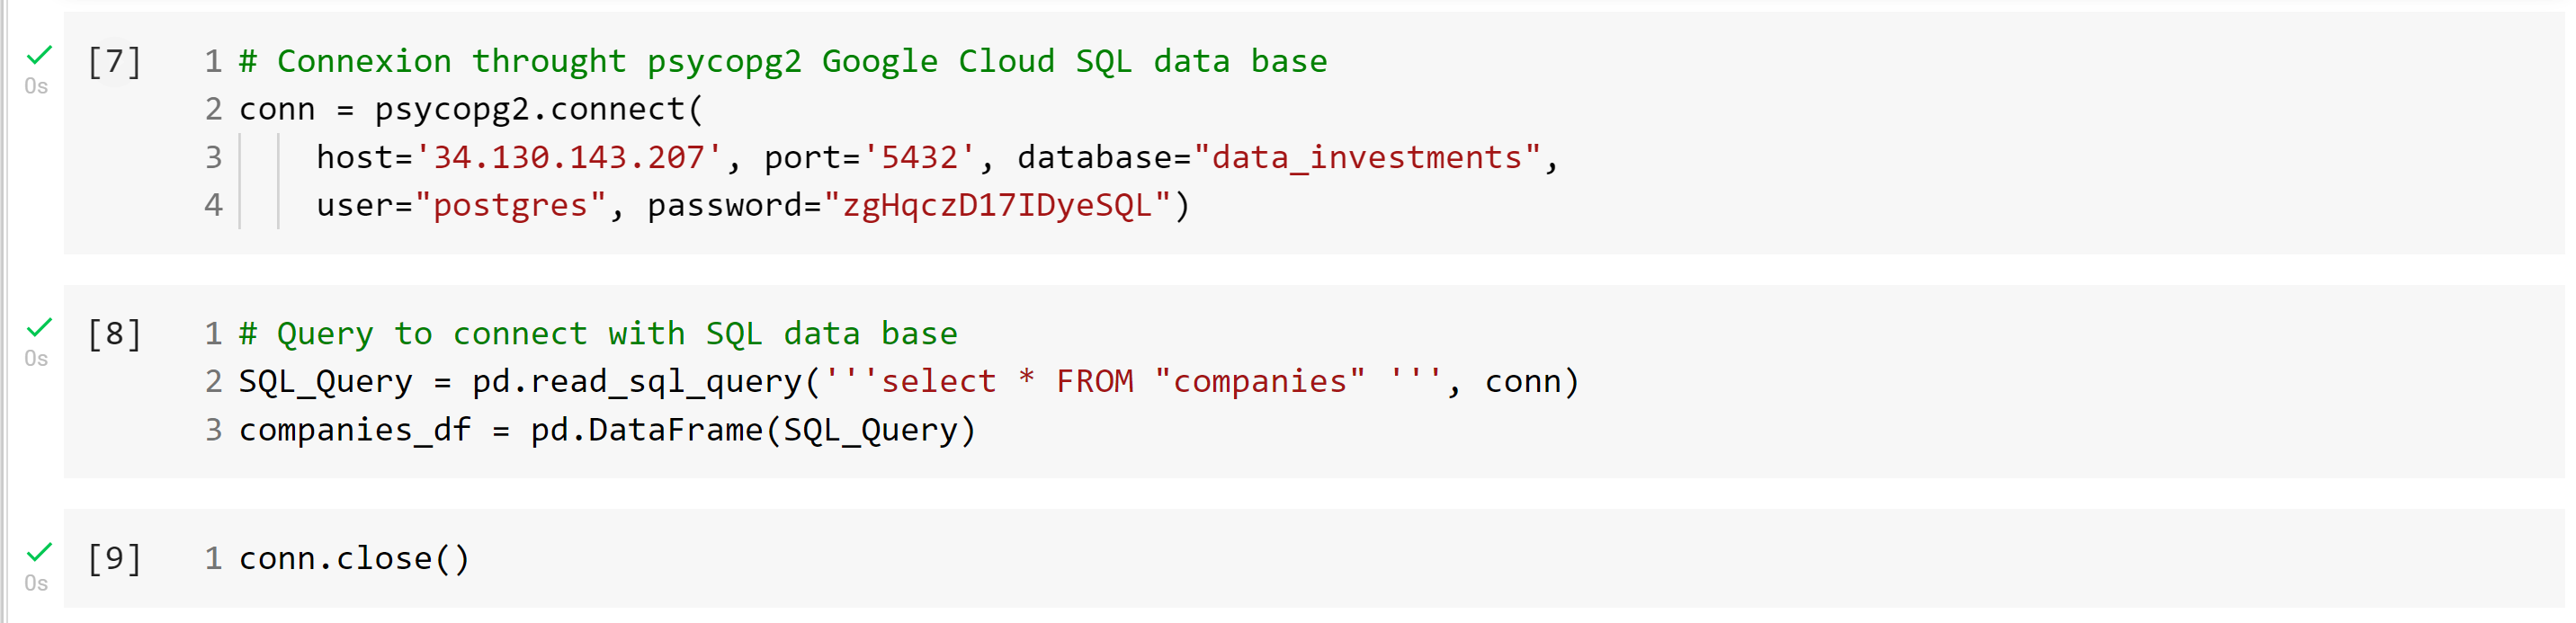 [7] 1 # Connexion throught psycopg2 Google Cloud SQL data base
0s 2 conn = psycopg2.connect(
3 host='34.130.143.207', port='5432', database="data_investments",
4 user="postgres", password="zgHqczD17IDyeSQL")
[8] 1 # Query to connect with SQL data base
0s 2 SQL_Query = pd.read_sql_query('''select * FROM "companies" ''', conn)
3 companies_df = pd.DataFrame(SQL_Query)
[9] 1 conn.close()
0s